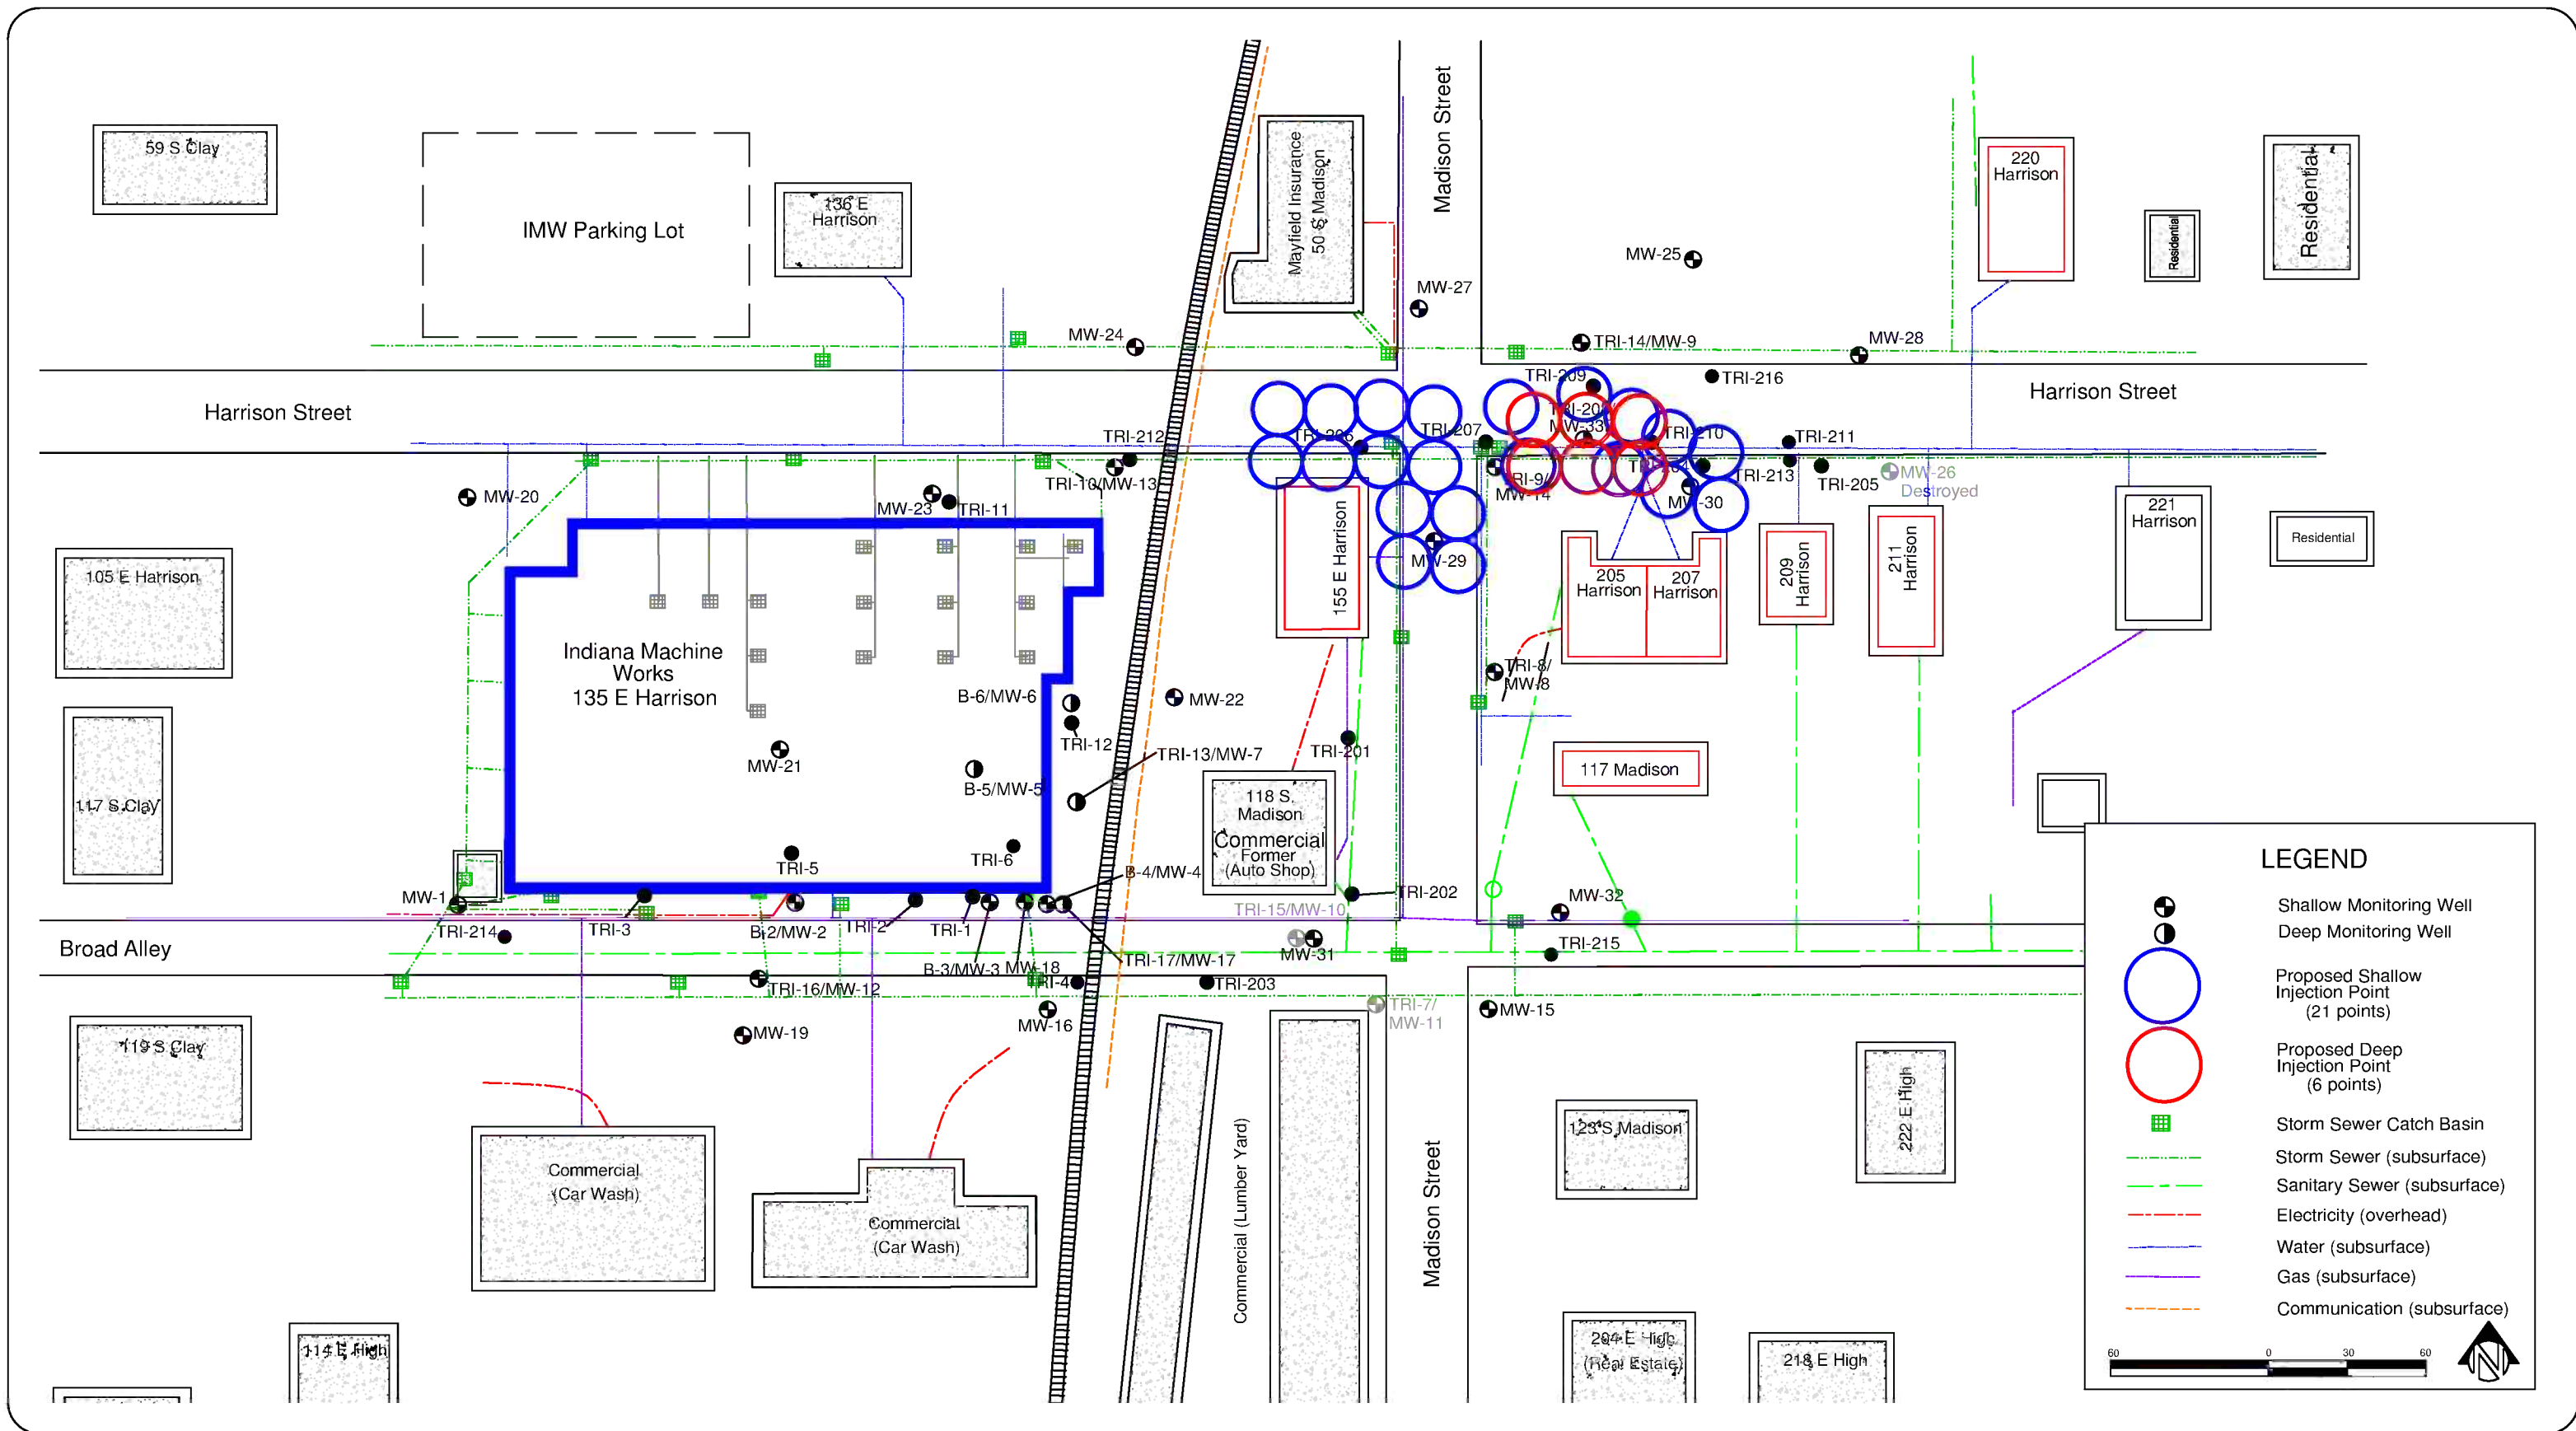 Madison Street
59 S Clay
136 E
Harrison
IMW Parking Lot
Mayfield Insurance
50 S Madison
220
Harrison
Residential
Residential
MW-25
MW-27
MW-24
TRI-14/MW-9
MW-28
TRI-209
TRI-216
Harrison Street
Harrison Street
MW-33
TRI-212
TRI-207
TRI-210
TRI-211
TRI-213
TRI-205
MW-26
Destroyed
TRI-10/MW-13
TRI-9/
MW-14
MW-30
MW-20
MW-23
TRI-11
221
Harrison
Residential
105 E Harrison
155 E Harrison
MW-29
205
Harrison
207
Harrison
209
Harrison
211
Harrison
Indiana Machine
Works
135 E Harrison
B-6/MW-6
MW-22
TRI-8/
MW-8
TRI-12
TRI-201
TRI-13/MW-7
MW-21
B-5/MW-5
117 Madison
117 S Clay
118 S.
Madison
Commercial
Former
(Auto Shop)
TRI-5
TRI-6
B-4/MW-4
TRI-202
MW-1
MW-32
TRI-15/MW-10
TRI-214
TRI-3
B-2/MW-2
TRI-2
TRI-1
Broad Alley
MW-31
TRI-215
B-3/MW-3
MW-18
TRI-17/MW-17
TRI-16/MW-12
TRI-4
TRI-203
TRI-7/
MW-11
MW-15
MW-16
MW-19
119 S Clay
Commercial
(Car Wash)
Commercial
(Car Wash)
Commercial (Lumber Yard)
Madison Street
123 S Madison
222 E High
114 E High
204 E High
(Real Estate)
218 E High
LEGEND
Shallow Monitoring Well
Deep Monitoring Well
Proposed Shallow
Injection Point
(21 points)
Proposed Deep
Injection Point
(6 points)
Storm Sewer Catch Basin
Storm Sewer (subsurface)
Sanitary Sewer (subsurface)
Electricity (overhead)
Water (subsurface)
Gas (subsurface)
Communication (subsurface)
60 0 30 60
N